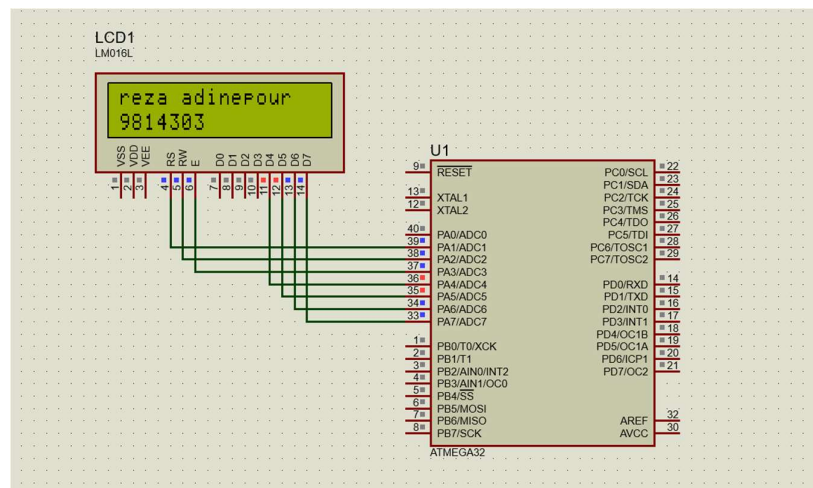 LCD1
LM016L
reza adinepour
9814303
VSS
VDD
VEE
RS
RW
E
D0
D1
D2
D3
D4
D5
D6
D7
1
2
3
4
5
6
7
8
9
10
11
12
13
14
U1
9 RESET
13 XTAL1
12 XTAL2
40 PA0/ADC0
39 PA1/ADC1
38 PA2/ADC2
37 PA3/ADC3
36 PA4/ADC4
35 PA5/ADC5
34 PA6/ADC6
33 PA7/ADC7
1 PB0/T0/XCK
2 PB1/T1
3 PB2/AIN0/INT2
4 PB3/AIN1/OC0
5 PB4/SS
6 PB5/MOSI
7 PB6/MISO
8 PB7/SCK
PC0/SCL 22
PC1/SDA 23
PC2/TCK 24
PC3/TMS 25
PC4/TDO 26
PC5/TDI 27
PC6/TOSC1 28
PC7/TOSC2 29
PD0/RXD 14
PD1/TXD 15
PD2/INT0 16
PD3/INT1 17
PD4/OC1B 18
PD5/OC1A 19
PD6/ICP1 20
PD7/OC2 21
AREF 32
AVCC 30
ATMEGA32